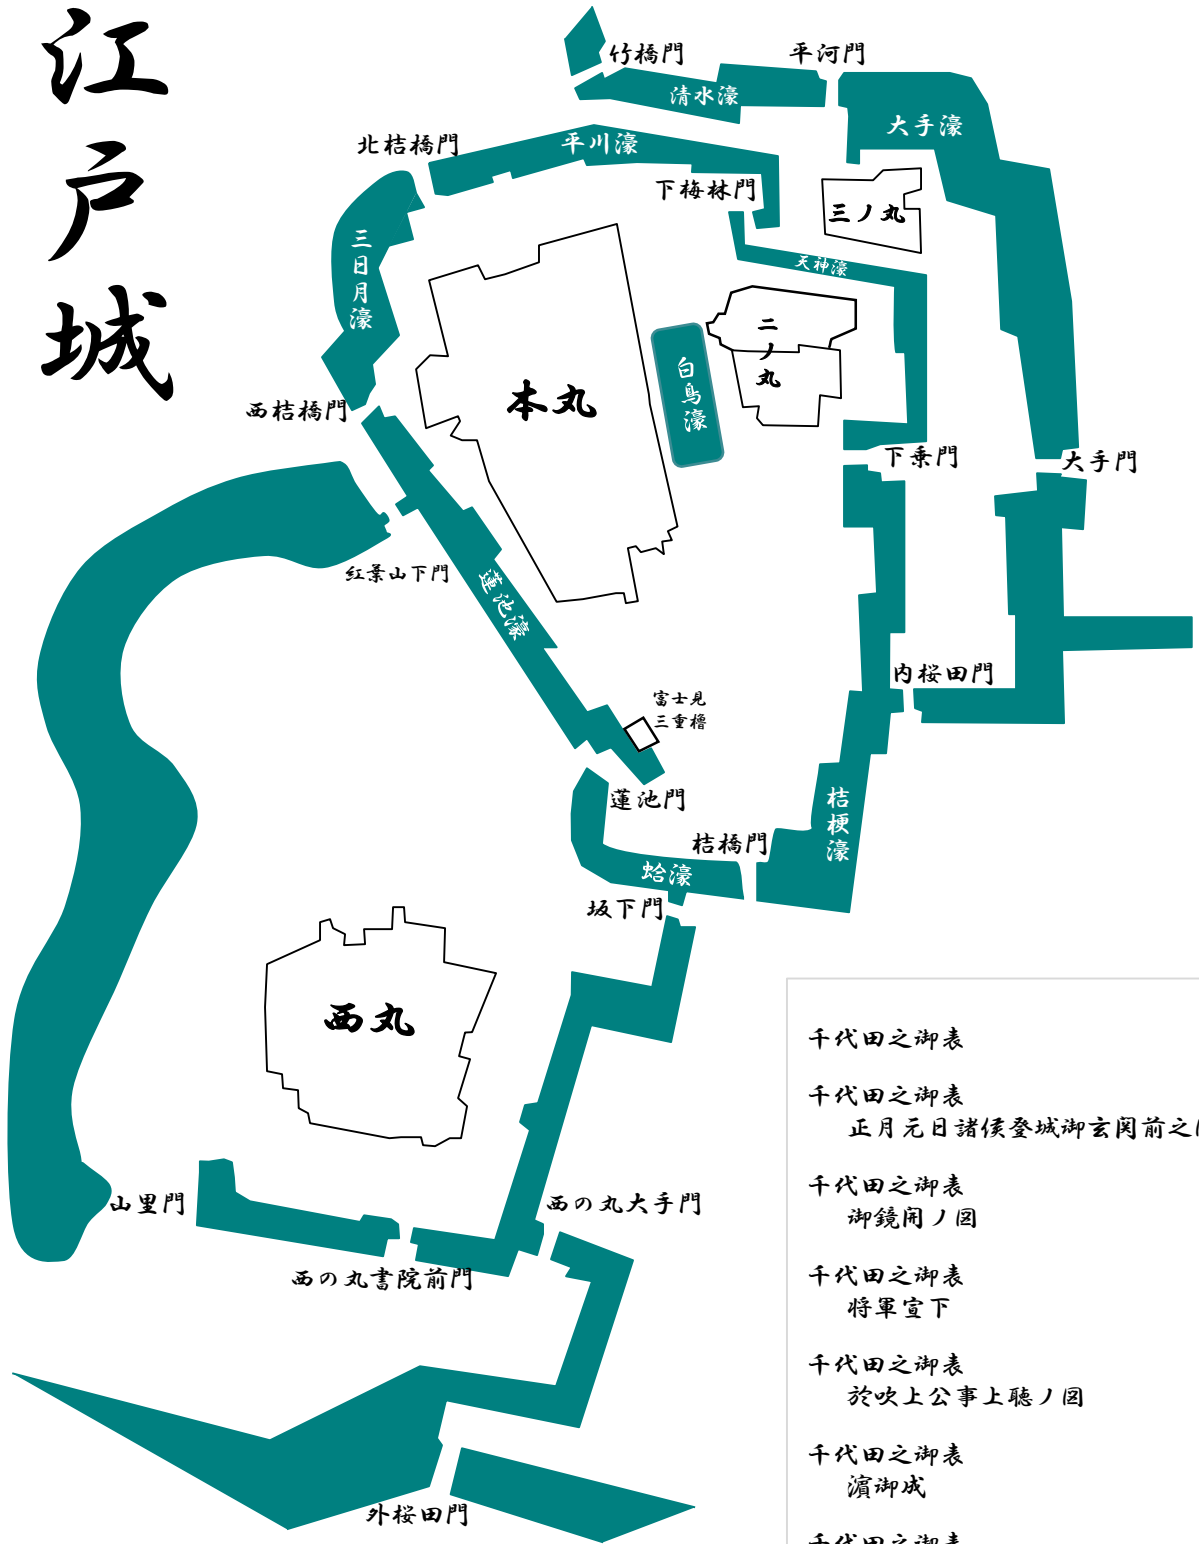 江戸城
竹橋門
平河門
清水濠
大手濠
北桔橋門
平川濠
下梅林門
三ノ丸
三日月濠
天神濠
二ノ丸
白鳥濠
本丸
西桔橋門
下乗門
大手門
紅葉山下門
蓮池濠
内桜田門
富士見
三重櫓
蓮池門
桔梗濠
桔橋門
蛤濠
坂下門
西丸
山里門
西の丸大手門
西の丸書院前門
外桜田門
千代田之御表
千代田之御表
正月元日諸侯登城御玄関前之
千代田之御表
御鏡開ノ図
千代田之御表
将軍宣下
千代田之御表
於吹上公事上聴ノ図
千代田之御表
濱御成
千代田之御表